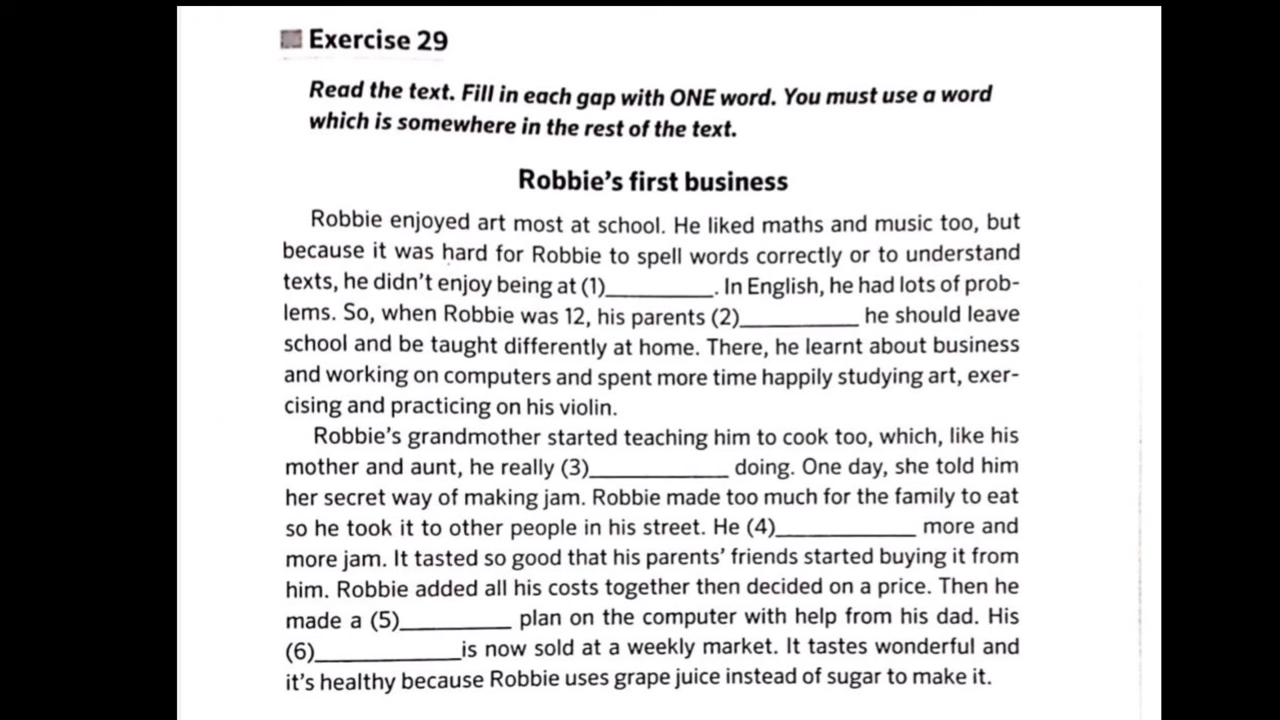 Exercise 29
Read the text. Fill in each gap with ONE word. You must use a word
which is somewhere in the rest of the text.
Robbie's first business
Robbie enjoyed art most at school. He liked maths and music too, but
because it was hard for Robbie to spell words correctly or to understand
texts, he didn't enjoy being at (1)__________. In English, he had lots of prob-
lems. So, when Robbie was 12, his parents (2)___________ he should leave
school and be taught differently at home. There, he learnt about business
and working on computers and spent more time happily studying art, exer-
cising and practicing on his violin.
Robbie's grandmother started teaching him to cook too, which, like his
mother and aunt, he really (3)_____________ doing. One day, she told him
her secret way of making jam. Robbie made too much for the family to eat
so he took it to other people in his street. He (4)_____________ more and
more jam. It tasted so good that his parents' friends started buying it from
him. Robbie added all his costs together then decided on a price. Then he
made a (5)__________ plan on the computer with help from his dad. His
(6)_____________is now sold at a weekly market. It tastes wonderful and
it's healthy because Robbie uses grape juice instead of sugar to make it.